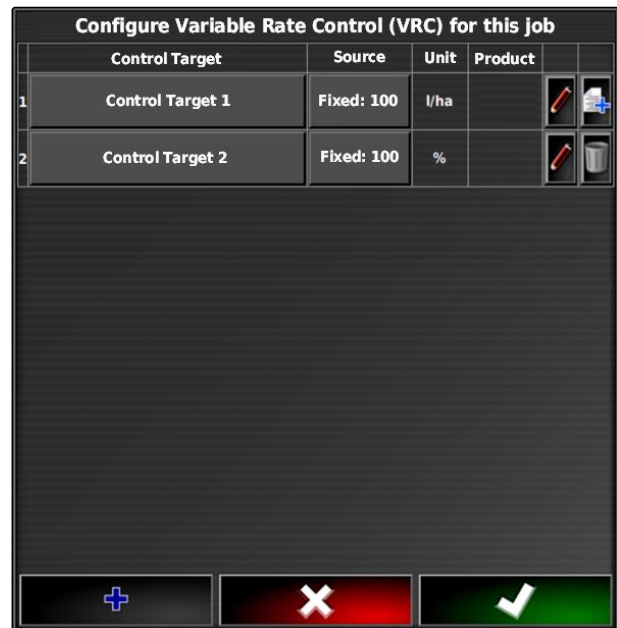 Configure Variable Rate Control (VRC) for this job
Control Target Source Unit Product
1 Control Target 1 Fixed: 100 l/ha
2 Control Target 2 Fixed: 100 %